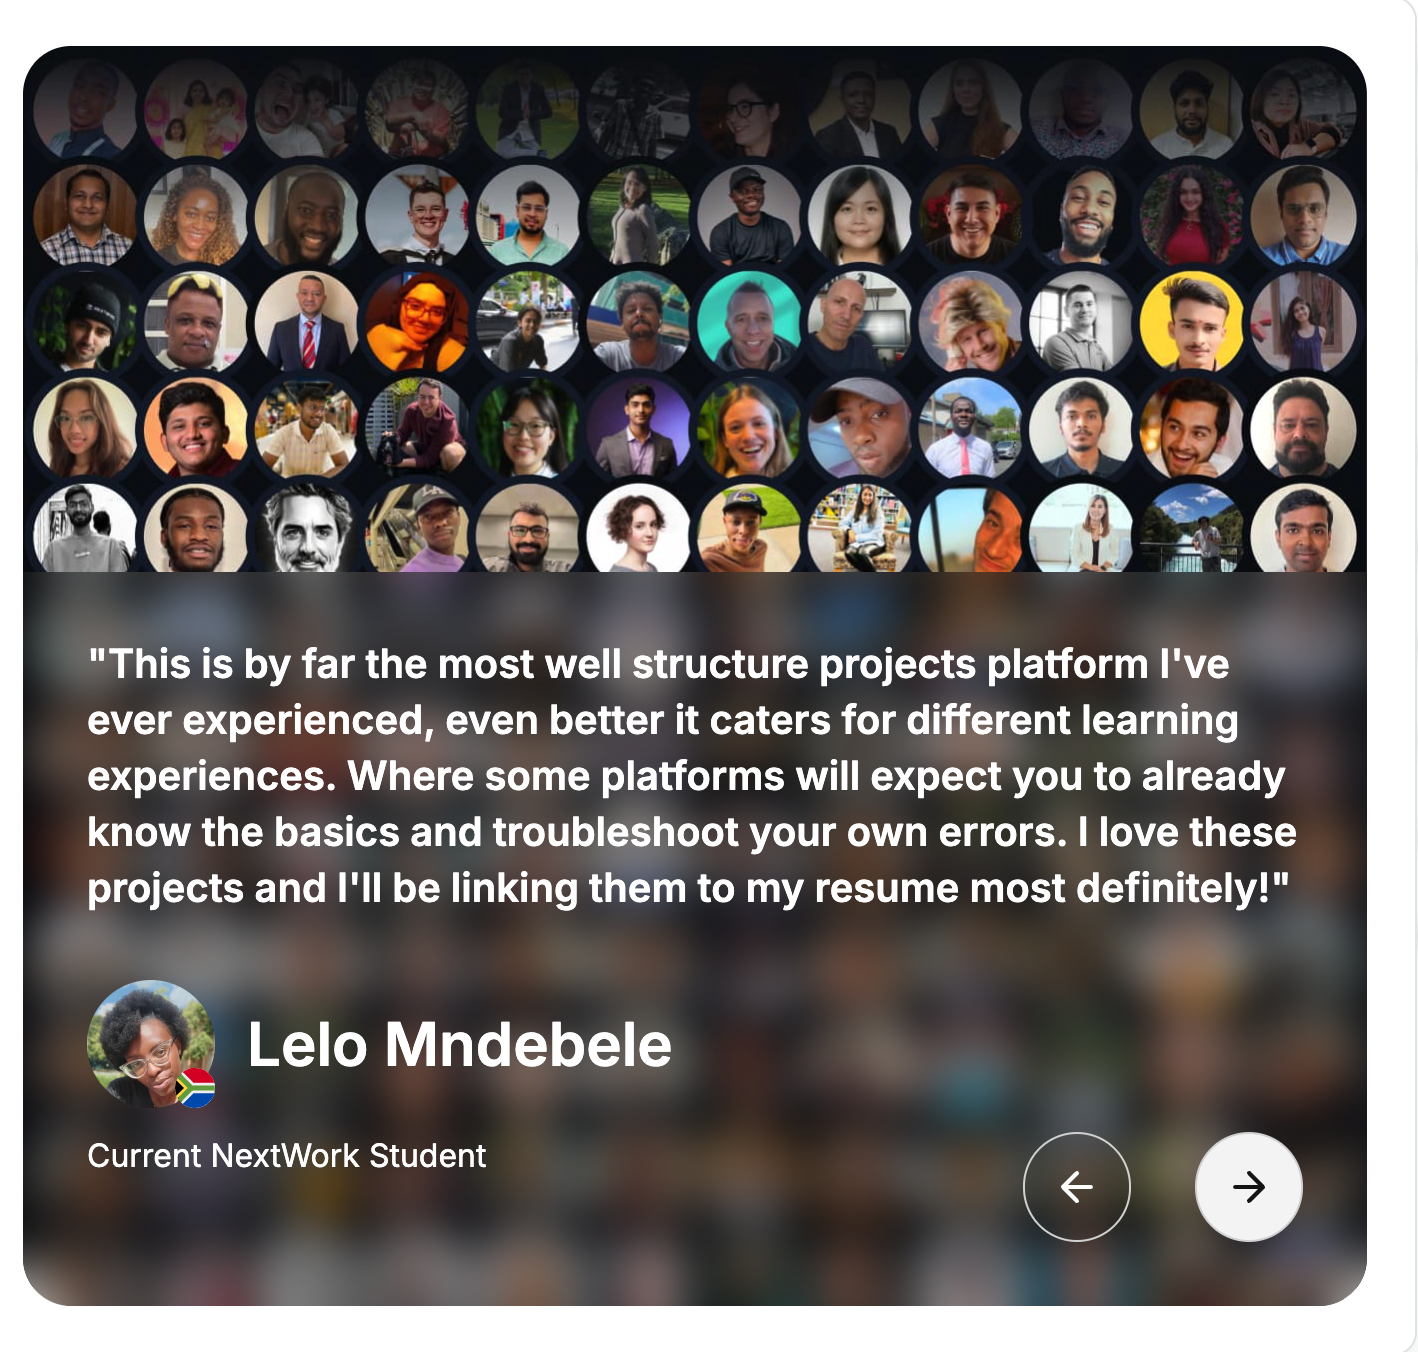 "This is by far the most well structure projects platform I've
ever experienced, even better it caters for different learning
experiences. Where some platforms will expect you to already
know the basics and troubleshoot your own errors. I love these
projects and I'll be linking them to my resume most definitely!"
Lelo Mndebele
Current NextWork Student